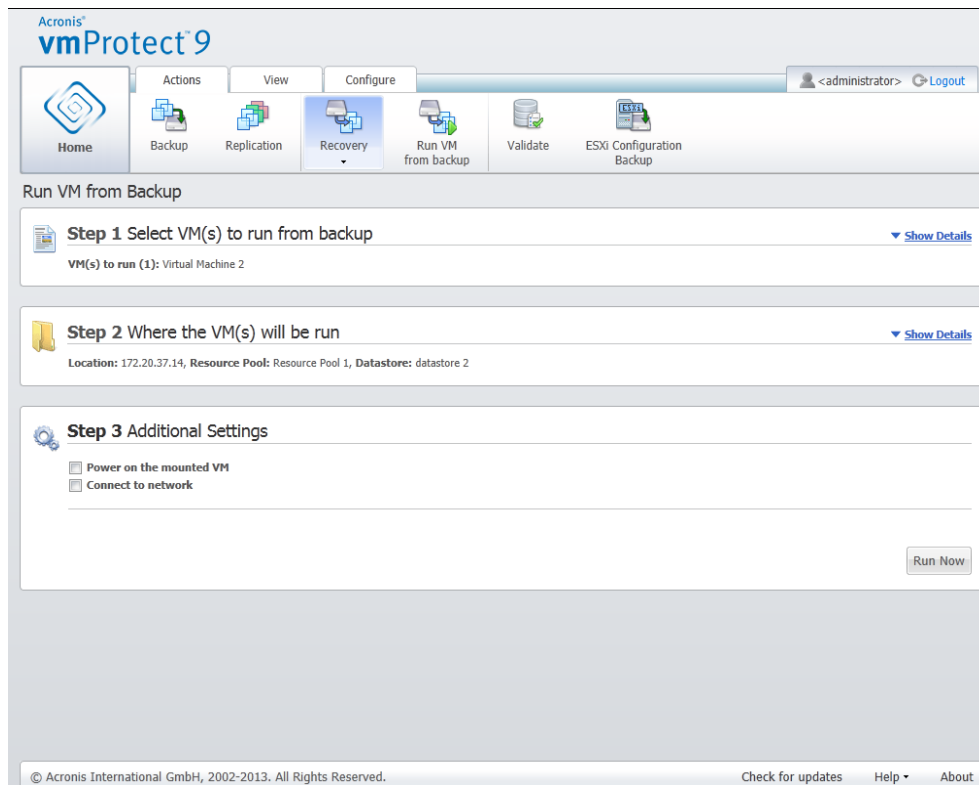 Acronis®
vmProtect™ 9
Actions View Configure
<administrator> Logout
Home
Backup
Replication
Recovery
Run VM
from backup
Validate
ESXi
ESXi Configuration
Backup
Run VM from Backup
Step 1 Select VM(s) to run from backup
Show Details
VM(s) to run (1): Virtual Machine 2
Step 2 Where the VM(s) will be run
Show Details
Location: 172.20.37.14, Resource Pool: Resource Pool 1, Datastore: datastore 2
Step 3 Additional Settings
Power on the mounted VM
Connect to network
Run Now
© Acronis International GmbH, 2002-2013. All Rights Reserved.
Check for updates Help About